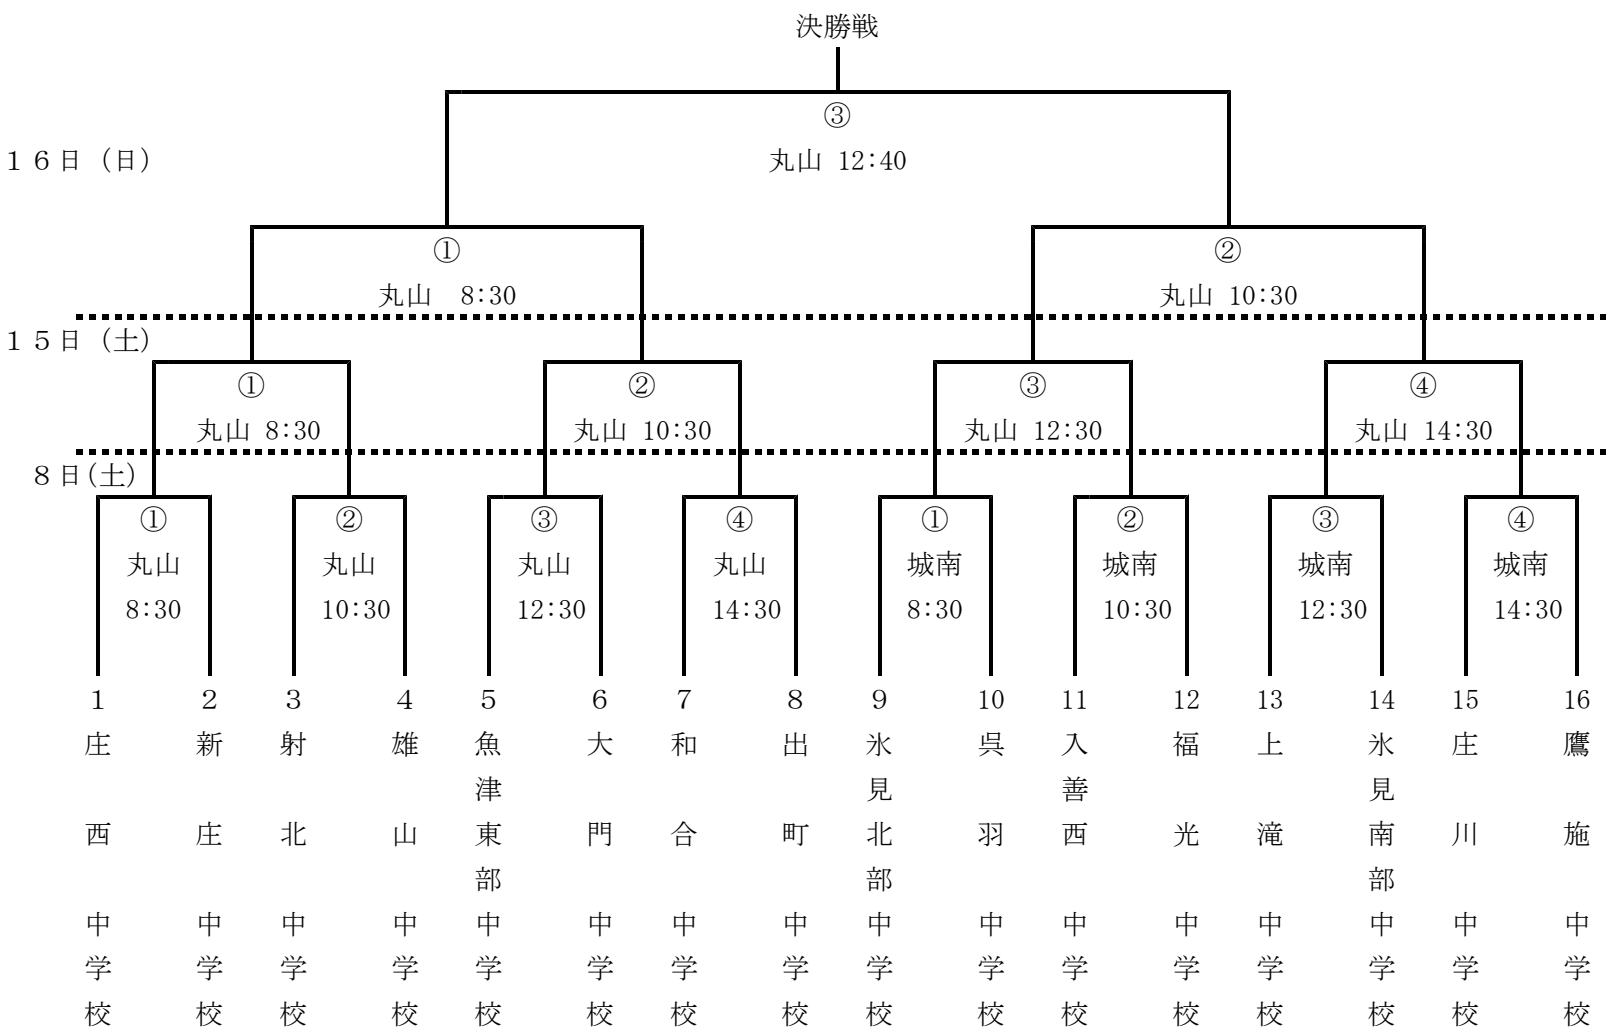 決勝戦
③
１６日（日）
丸山 12:40
①
②
丸山　8:30
丸山 10:30
１５日（土）
①
②
③
④
丸山 8:30
丸山 10:30
丸山 12:30
丸山 14:30
８日(土)
① ② ③ ④ ① ② ③ ④
丸山 丸山 丸山 丸山 城南 城南 城南 城南
8:30 10:30 12:30 14:30 8:30 10:30 12:30 14:30
1 2 3 4 5 6 7 8 9 10 11 12 13 14 15 16
庄西中学校
新庄中学校
射北中学校
雄山中学校
魚津東部中学校
大門中学校
和合中学校
出町中学校
氷見北部中学校
呉羽中学校
入善西中学校
福光中学校
上滝中学校
氷見南部中学校
庄川中学校
鷹施中学校